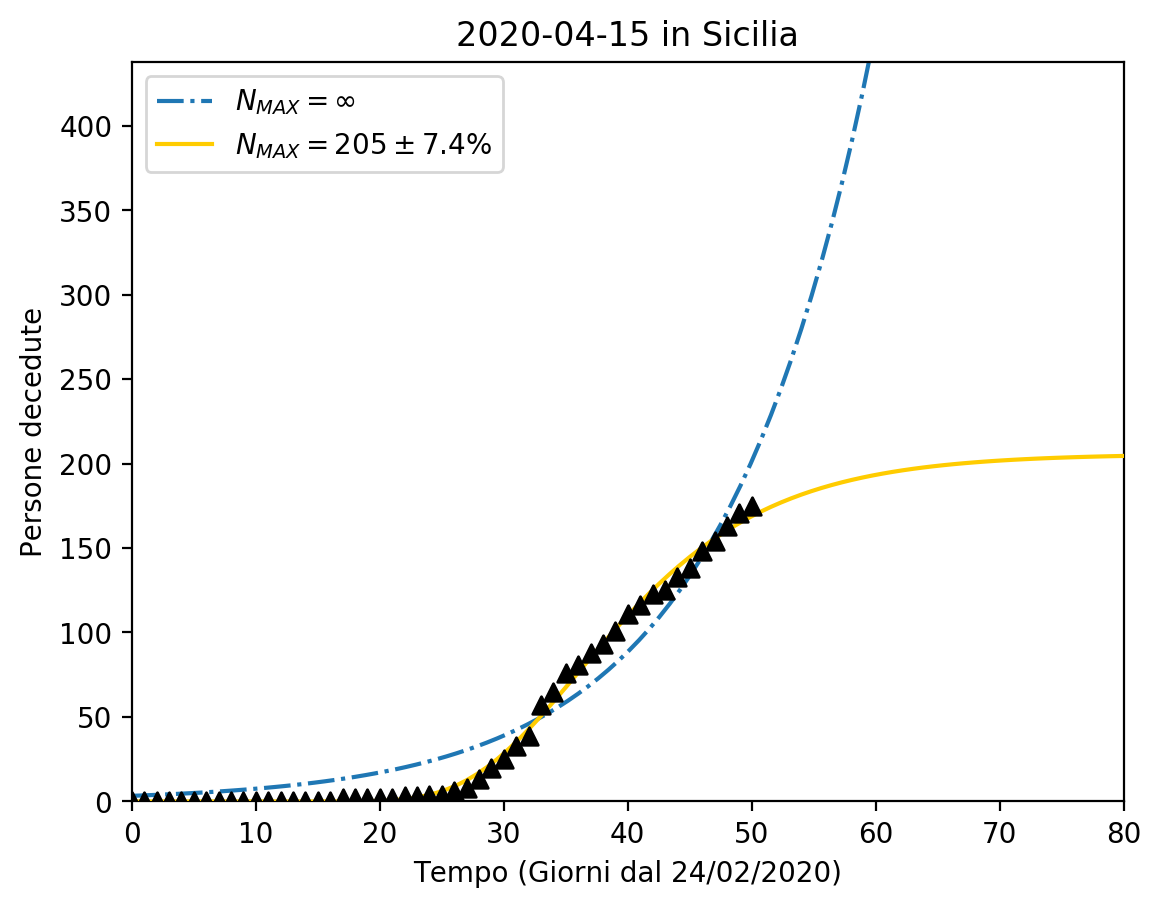 2020-04-15 in Sicilia
N_MAX = ∞
N_MAX = 205 ± 7.4%
Persone decedute
400
350
300
250
200
150
100
50
0
0 10 20 30 40 50 60 70 80
Tempo (Giorni dal 24/02/2020)